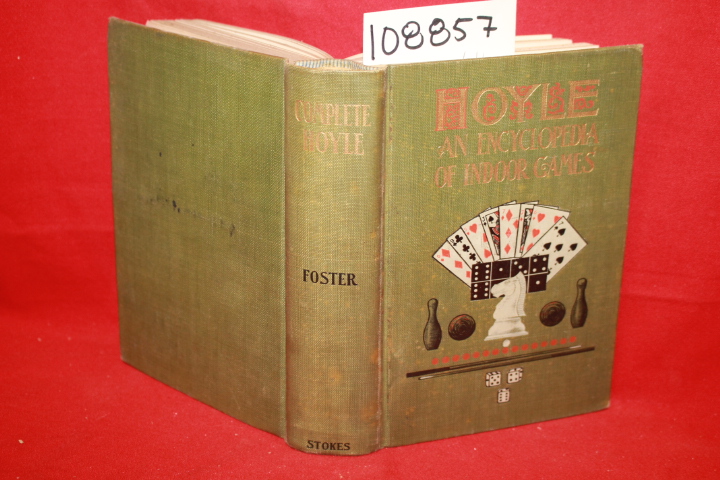 108857
COMPLETE
HOYLE
FOSTER
STOKES
HOYLE
AN ENCYCLOPEDIA
OF INDOOR GAMES